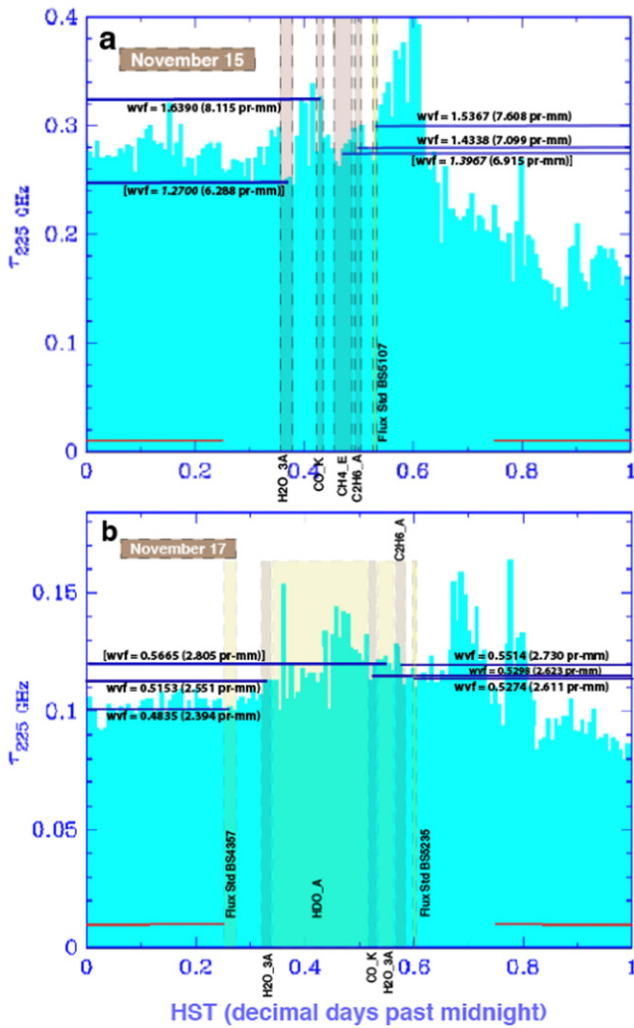 a
November 15
0.4
0.3
0.2
0.1
0
τ225 GHz
wvf = 1.6390 (8.115 pr-mm)
[wvf = 1.2700 (6.288 pr-mm)]
wvf = 1.5367 (7.608 pr-mm)
wvf = 1.4338 (7.099 pr-mm)
[wvf = 1.3967 (6.915 pr-mm)]
Flux Std BS5107
0 0.2 0.4 0.6 0.8 1
H2O_3A
CO_K
CH4_E
C2H6_A
b
November 17
C2H6_A
0.15
0.1
0.05
0
τ225 GHz
[wvf = 0.5665 (2.805 pr-mm)]
wvf = 0.5153 (2.551 pr-mm)
wvf = 0.4835 (2.394 pr-mm)
wvf = 0.5514 (2.730 pr-mm)
wvf = 0.5298 (2.623 pr-mm)
wvf = 0.5274 (2.611 pr-mm)
Flux Std BS4357
HDO_A
Flux Std BS5235
0 0.2 0.4 0.6 0.8 1
H2O_3A
CO_K
H2O_3A
HST (decimal days past midnight)